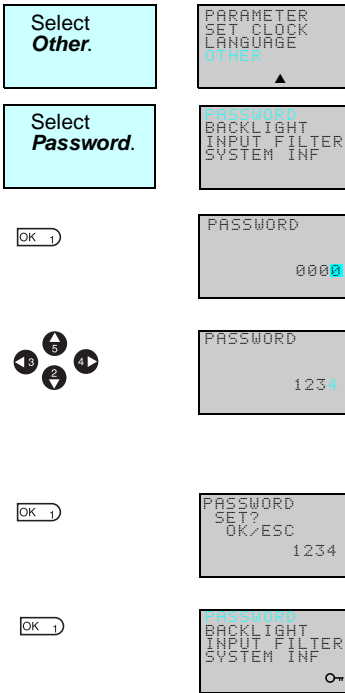 Select
Other.
PARAMETER
SET CLOCK
LANGUAGE
OTHER
Select
Password.
PASSWORD
BACKLIGHT
INPUT FILTER
SYSTEM INF
OK 1
PASSWORD
0000
5
3
4
2
PASSWORD
1234
OK 1
PASSWORD
SET?
OK/ESC
1234
OK 1
PASSWORD
BACKLIGHT
INPUT FILTER
SYSTEM INF